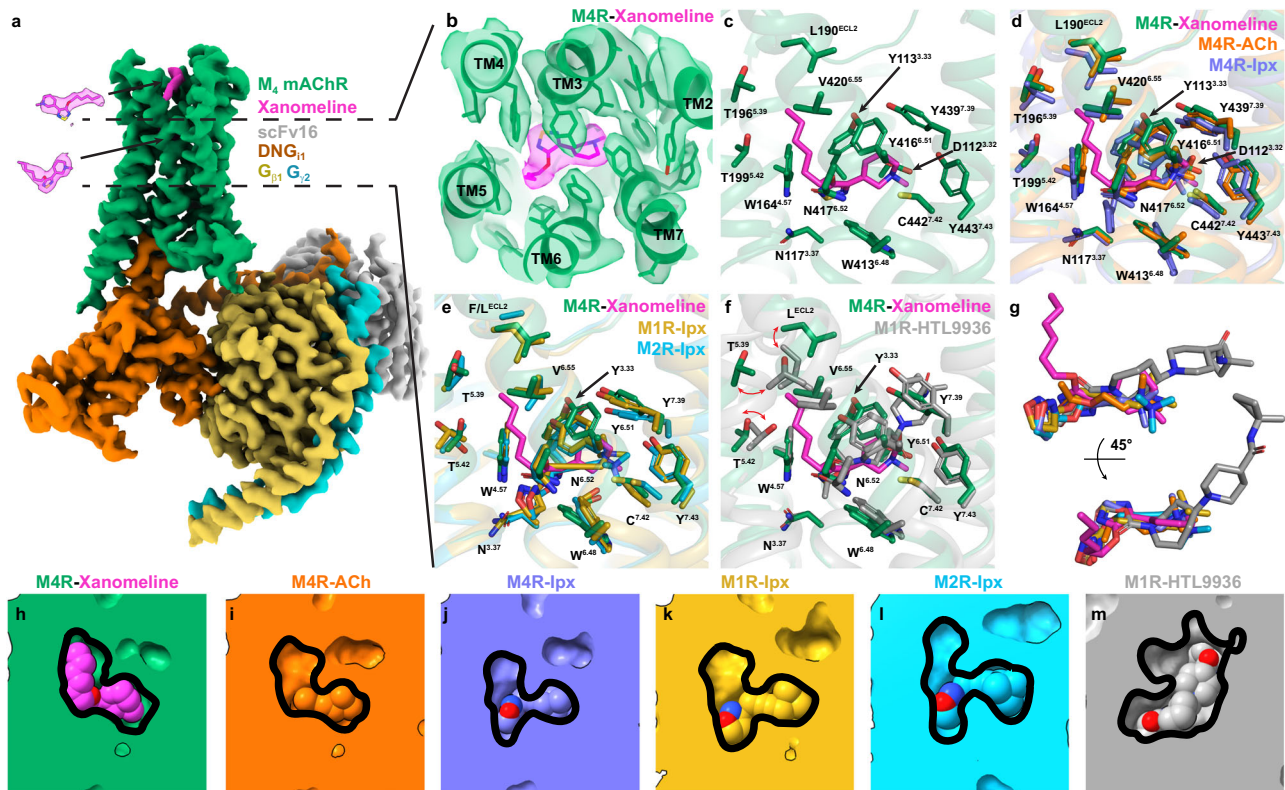 a
M₄ mAChR
Xanomeline
scFv16
DNGᵢ₁
Gᵦ₁ Gᵧ₂
b
M4R-Xanomeline
TM4
TM3
TM2
TM5
TM6
TM7
c
M4R-Xanomeline
L190ᴱᶜᴸ²
Y113³·³³
V420⁶·⁵⁵
Y439⁷·³⁹
T196⁵·³⁹
Y416⁶·⁵¹
D112³·³²
T199⁵·⁴²
W164⁴·⁵⁷
N417⁶·⁵²
C442⁷·⁴²
Y443⁷·⁴³
N117³·³⁷
W413⁶·⁴⁸
d
M4R-Xanomeline
M4R-ACh
M4R-Ipx
L190ᴱᶜᴸ²
V420⁶·⁵⁵
Y113³·³³
Y439⁷·³⁹
T196⁵·³⁹
Y416⁶·⁵¹
D112³·³²
T199⁵·⁴²
W164⁴·⁵⁷
N417⁶·⁵²
C442⁷·⁴²
Y443⁷·⁴³
N117³·³⁷
W413⁶·⁴⁸
e
M4R-Xanomeline
M1R-Ipx
M2R-Ipx
F/Lᴱᶜᴸ²
T⁵·³⁹
V⁶·⁵⁵
Y³·³³
Y⁷·³⁹
Y⁶·⁵¹
T⁵·⁴²
W⁴·⁵⁷
N⁶·⁵²
C⁷·⁴²
Y⁷·⁴³
N³·³⁷
W⁶·⁴⁸
f
M4R-Xanomeline
M1R-HTL9936
Lᴱᶜᴸ²
T⁵·³⁹
V⁶·⁵⁵
Y³·³³
Y⁷·³⁹
Y⁶·⁵¹
T⁵·⁴²
W⁴·⁵⁷
N⁶·⁵²
C⁷·⁴²
Y⁷·⁴³
N³·³⁷
W⁶·⁴⁸
g
45°
M4R-Xanomeline
h
M4R-ACh
i
M4R-Ipx
j
M1R-Ipx
k
M2R-Ipx
l
M1R-HTL9936
m